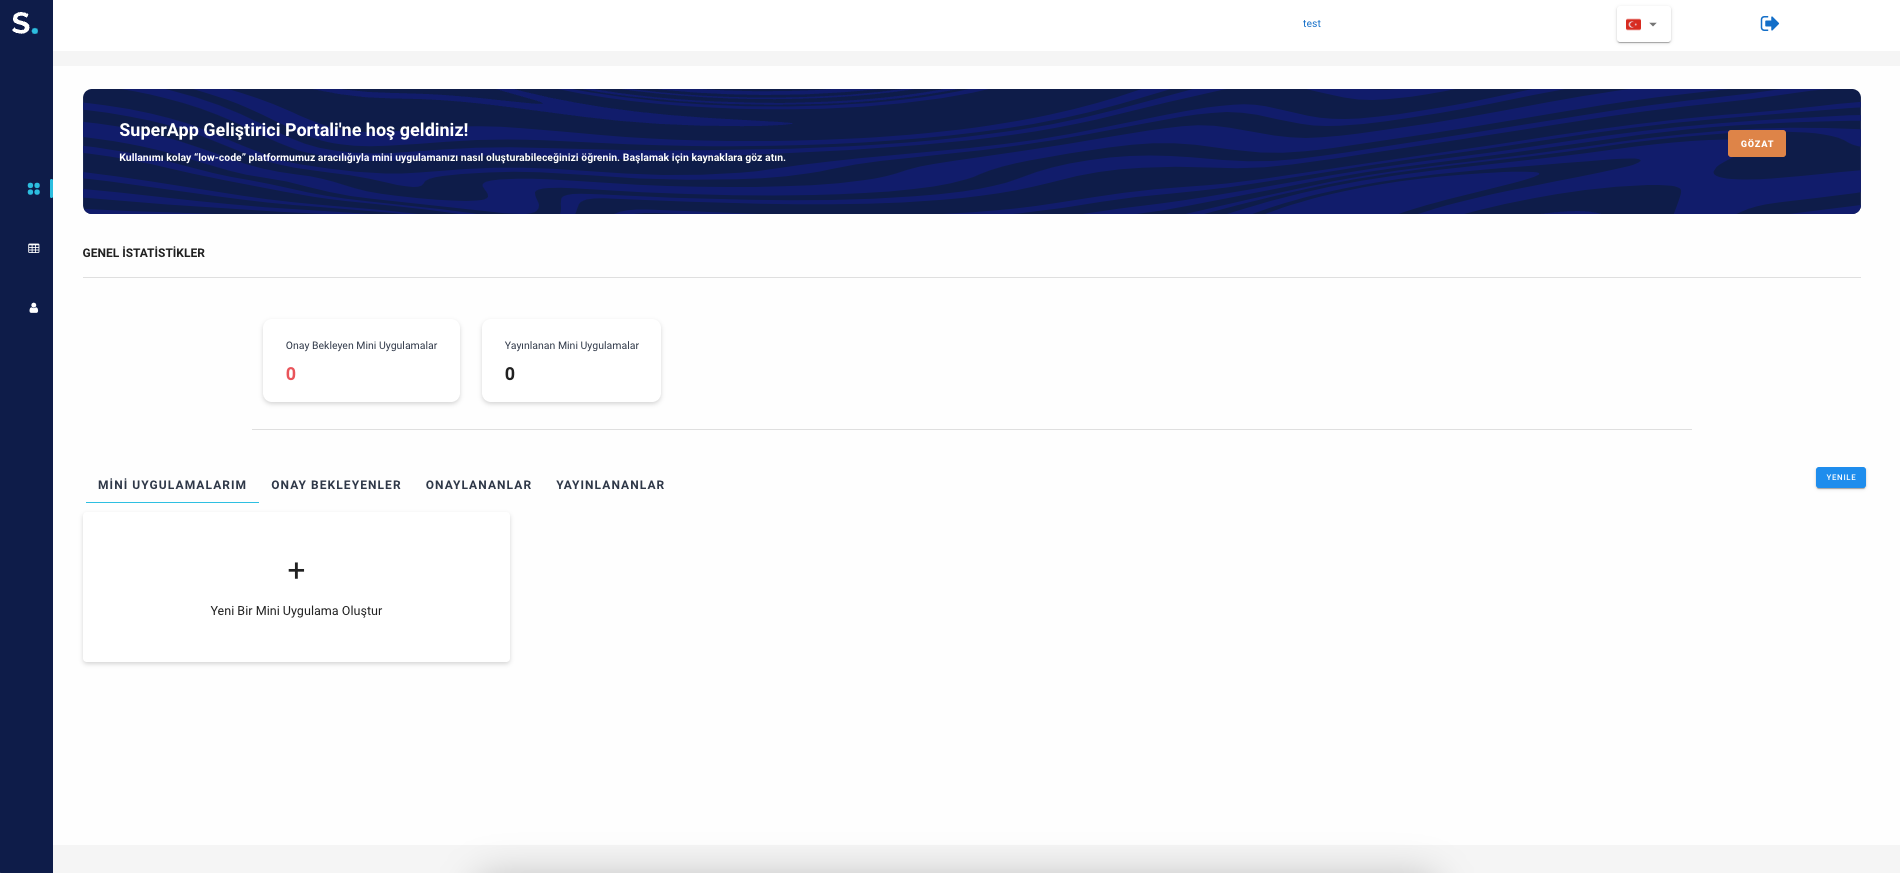 S.
test
SuperApp Geliştirici Portali'ne hoş geldiniz!
Kullanımı kolay “low-code” platformumuz aracılığıyla mini uygulamanızı nasıl oluşturabileceğinizi öğrenin. Başlamak için kaynaklara göz atın.
GÖZAT
GENEL İSTATİSTİKLER
Onay Bekleyen Mini Uygulamalar
0
Yayınlanan Mini Uygulamalar
0
MİNİ UYGULAMALARIM
ONAY BEKLEYENLER
ONAYLANANLAR
YAYINLANANLAR
YENILE
+
Yeni Bir Mini Uygulama Oluştur